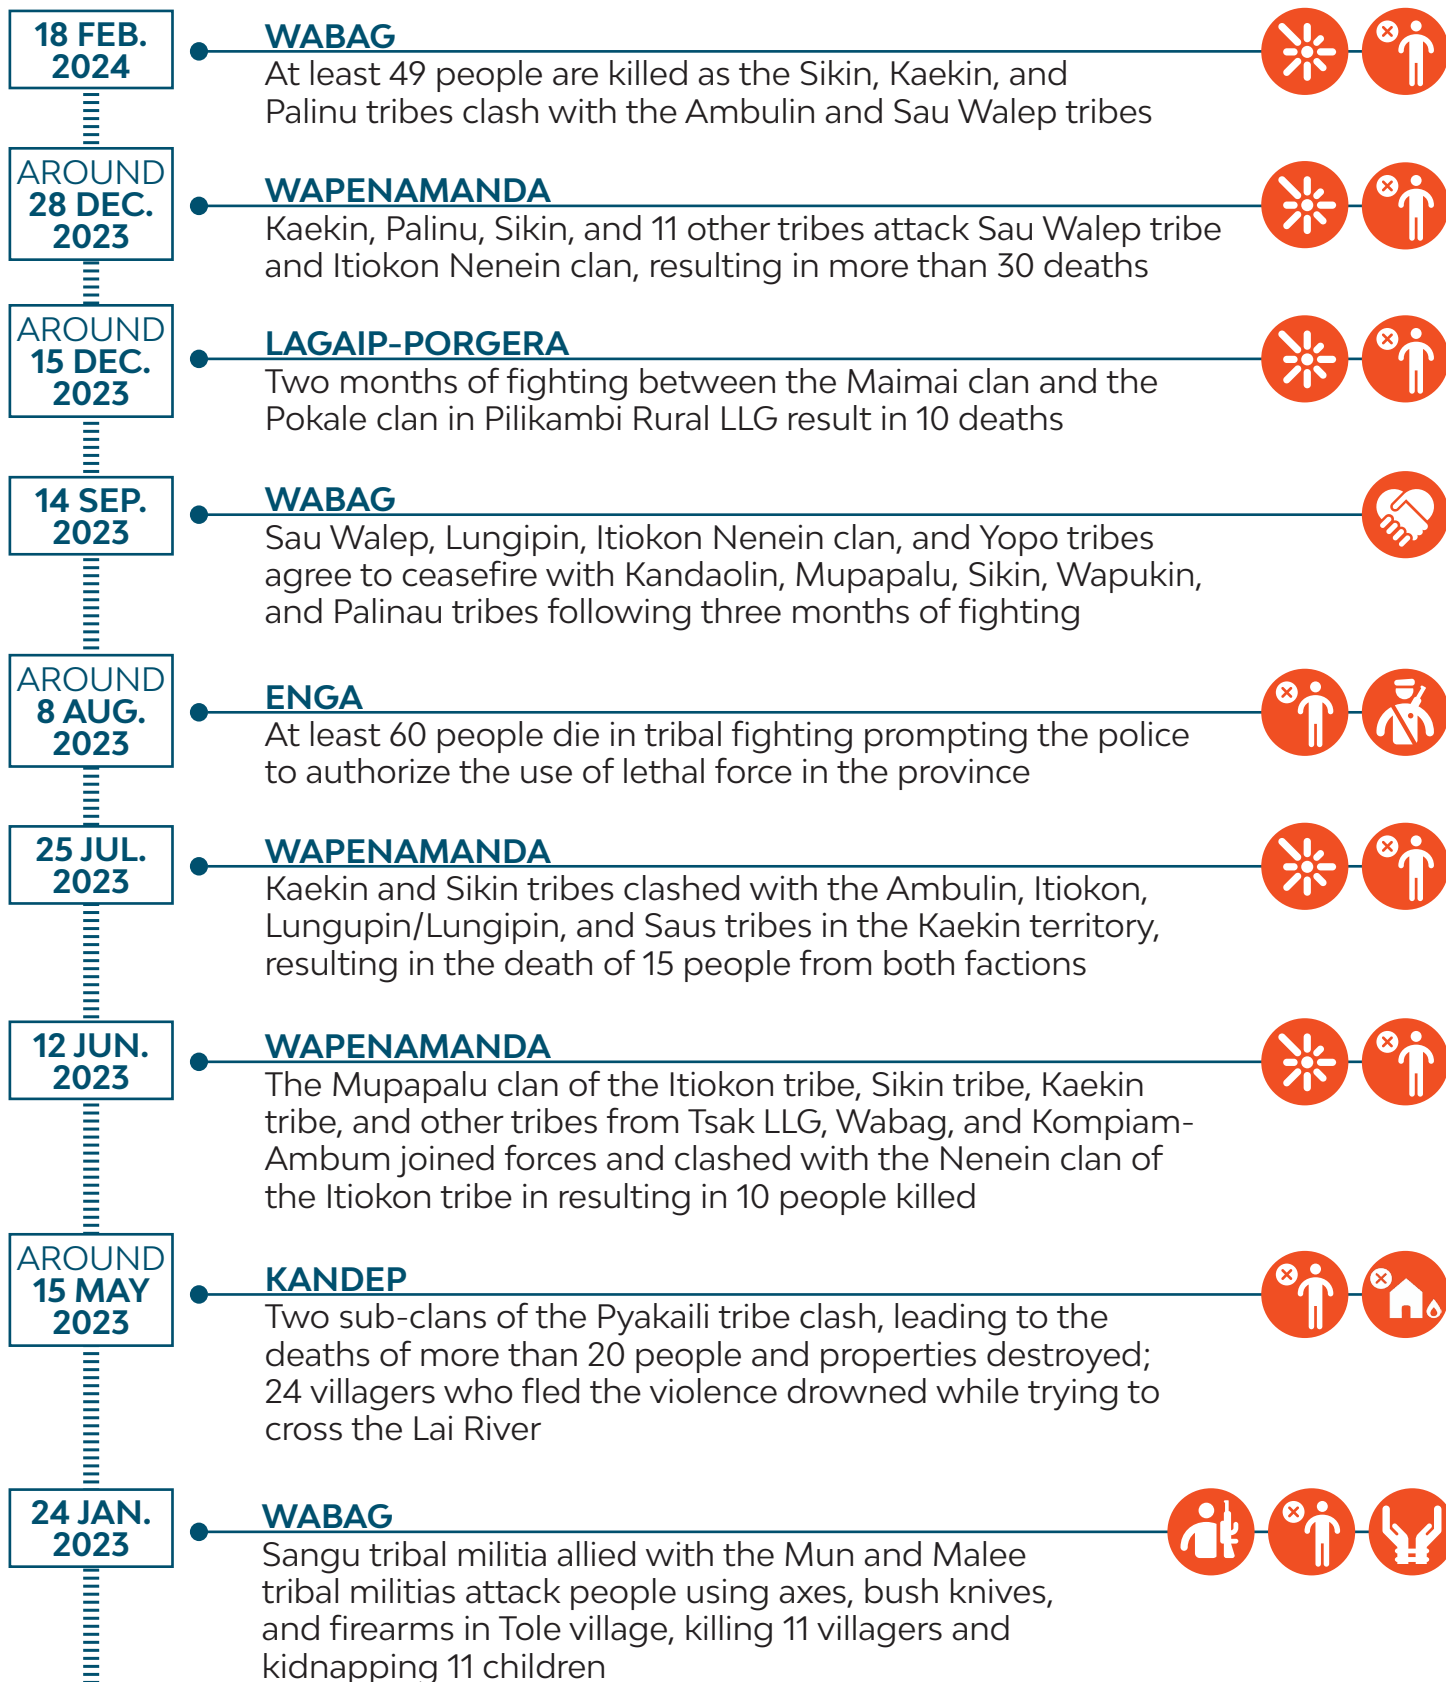 18 FEB.
2024
WABAG
At least 49 people are killed as the Sikin, Kaekin, and
Palinu tribes clash with the Ambulin and Sau Walep tribes
AROUND
28 DEC.
2023
WAPENAMANDA
Kaekin, Palinu, Sikin, and 11 other tribes attack Sau Walep tribe
and Itiokon Nenein clan, resulting in more than 30 deaths
AROUND
15 DEC.
2023
LAGAIP-PORGERA
Two months of fighting between the Maimai clan and the
Pokale clan in Pilikambi Rural LLG result in 10 deaths
14 SEP.
2023
WABAG
Sau Walep, Lungipin, Itiokon Nenein clan, and Yopo tribes
agree to ceasefire with Kandaolin, Mupapalu, Sikin, Wapukin,
and Palinau tribes following three months of fighting
AROUND
8 AUG.
2023
ENGA
At least 60 people die in tribal fighting prompting the police
to authorize the use of lethal force in the province
25 JUL.
2023
WAPENAMANDA
Kaekin and Sikin tribes clashed with the Ambulin, Itiokon,
Lungupin/Lungipin, and Saus tribes in the Kaekin territory,
resulting in the death of 15 people from both factions
12 JUN.
2023
WAPENAMANDA
The Mupapalu clan of the Itiokon tribe, Sikin tribe, Kaekin
tribe, and other tribes from Tsak LLG, Wabag, and Kompiam-
Ambum joined forces and clashed with the Nenein clan of
the Itiokon tribe in resulting in 10 people killed
AROUND
15 MAY
2023
KANDEP
Two sub-clans of the Pyakaili tribe clash, leading to the
deaths of more than 20 people and properties destroyed;
24 villagers who fled the violence drowned while trying to
cross the Lai River
24 JAN.
2023
WABAG
Sangu tribal militia allied with the Mun and Malee
tribal militias attack people using axes, bush knives,
and firearms in Tole village, killing 11 villagers and
kidnapping 11 children